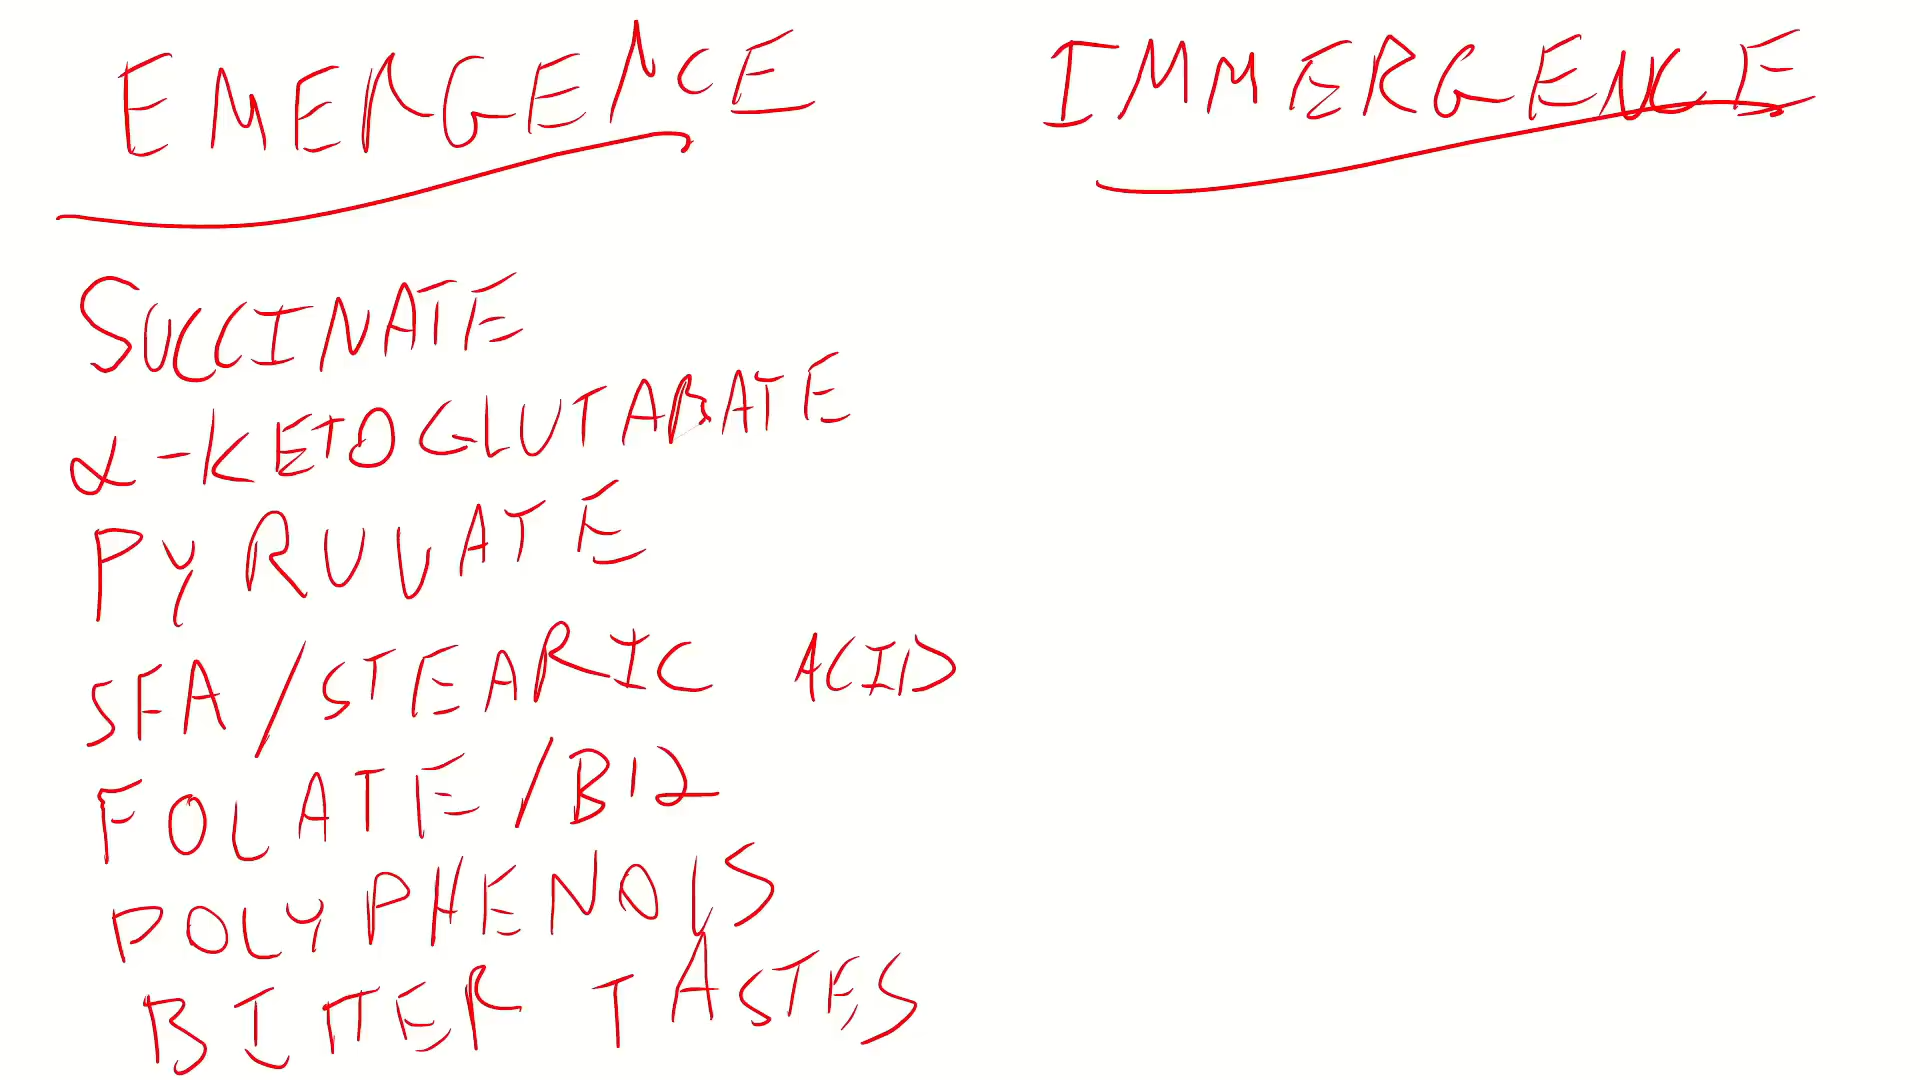 EMERGENCE
IMMERGENCE
SUCCINATE
α-KETOGLUTARATE
PYRUVATE
SFA/STEARIC ACID
FOLATE/B12
POLYPHENOLS
BITTER TASTES